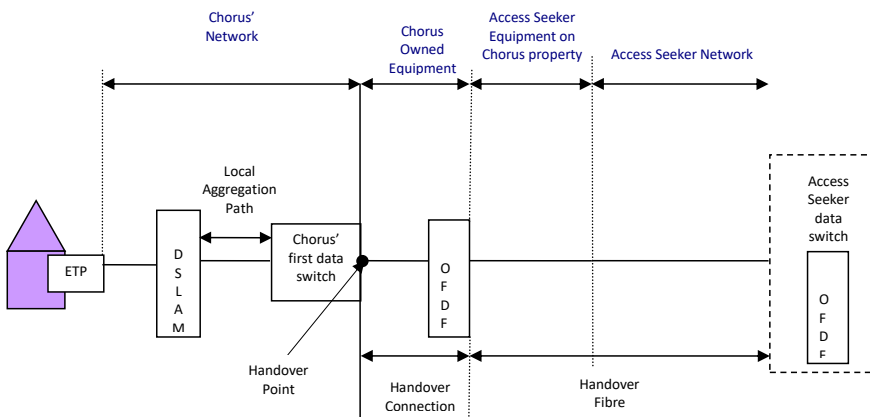 Chorus'
Network
Chorus
Owned
Equipment
Access Seeker
Equipment on
Chorus property
Access Seeker Network
Local
Aggregation
Path
Access
Seeker
data
switch
ETP
D
S
L
A
M
Chorus'
first data
switch
O
F
D
F
O
F
D
F
Handover
Point
Handover
Connection
Handover
Fibre